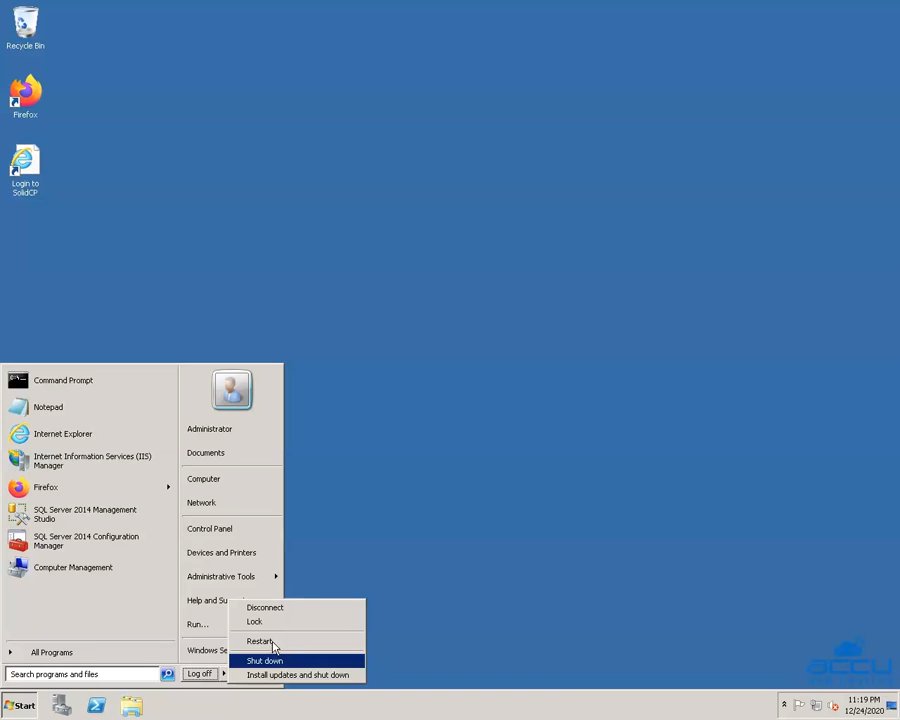 Recycle Bin
Firefox
Login to
SolidCP
Command Prompt
Notepad
Internet Explorer
Internet Information Services (IIS)
Manager
Firefox
SQL Server 2014 Management
Studio
SQL Server 2014 Configuration
Manager
Computer Management
All Programs
Search programs and files
Administrator
Documents
Computer
Network
Control Panel
Devices and Printers
Administrative Tools
Help and Su
Run...
Windows Se
Log off
Disconnect
Lock
Restart
Shut down
Install updates and shut down
ACCU
Start
11:19 PM
12/24/2020